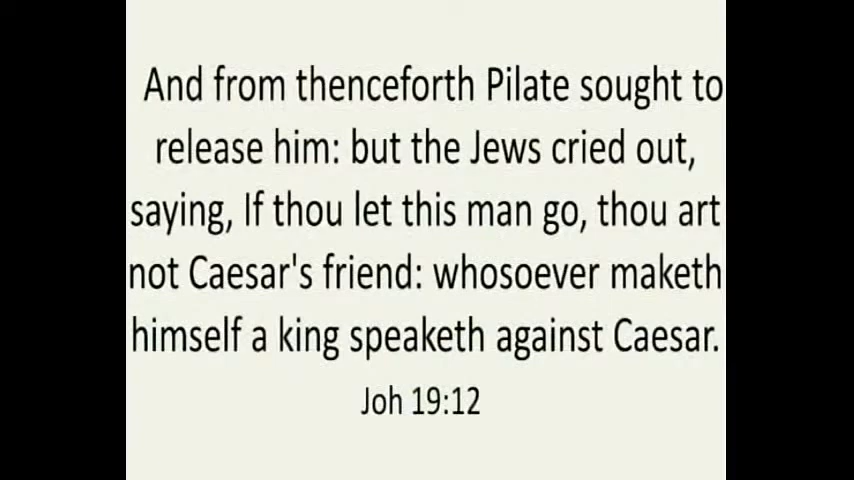 And from thenceforth Pilate sought to
release him: but the Jews cried out,
saying, If thou let this man go, thou art
not Caesar's friend: whosoever maketh
himself a king speaketh against Caesar.
Joh 19:12